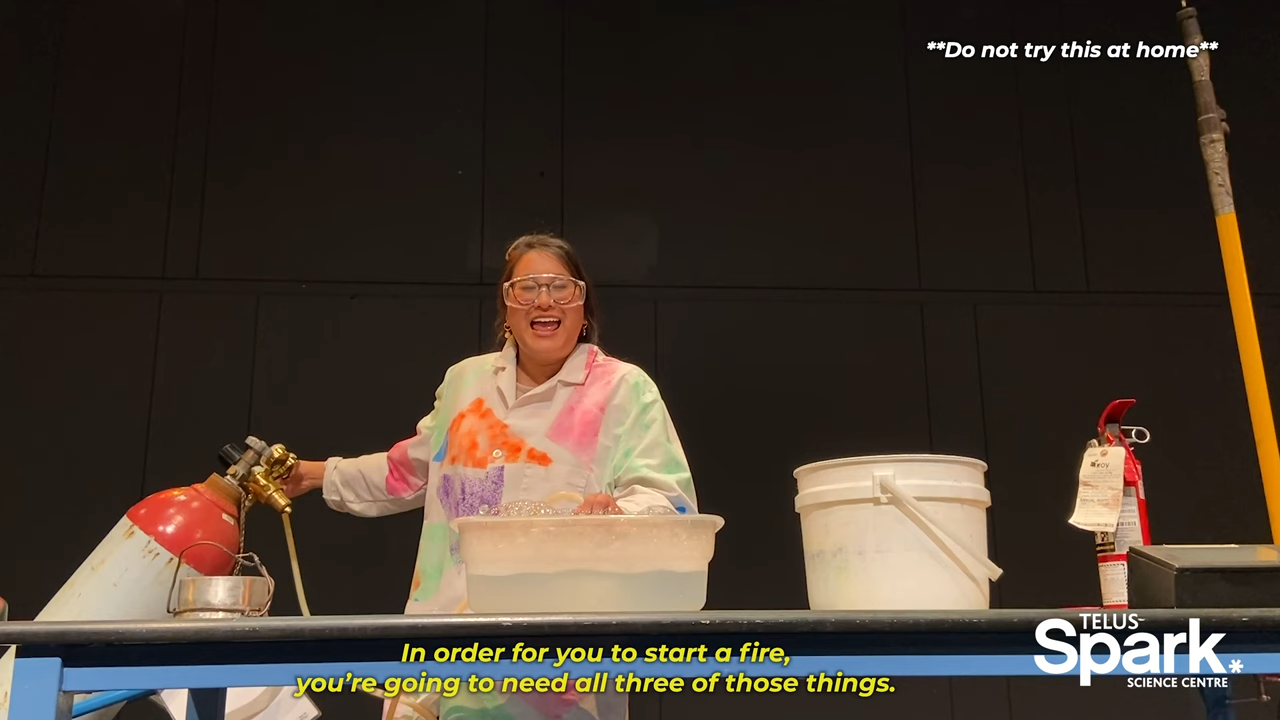 **Do not try this at home**
In order for you to start a fire,
you're going to need all three of those things.
TELUS
Spark.*
SCIENCE CENTRE